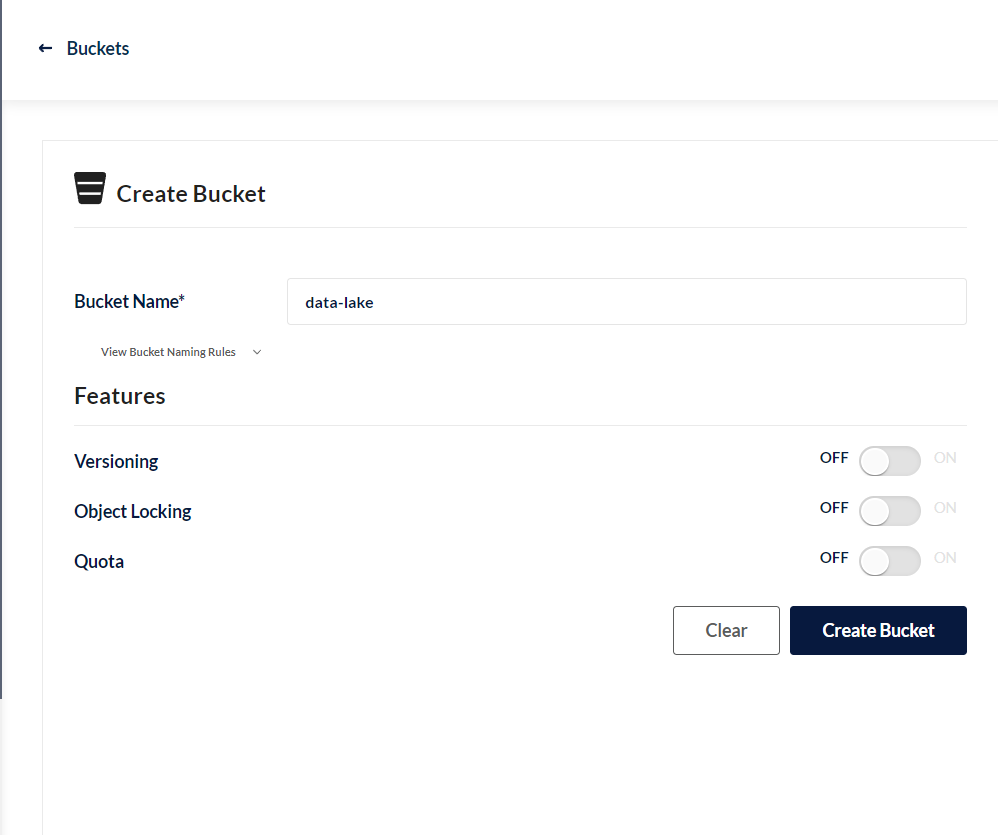 Buckets
Create Bucket
Bucket Name*
data-lake
View Bucket Naming Rules
Features
Versioning
OFF ON
Object Locking
OFF ON
Quota
OFF ON
Clear
Create Bucket